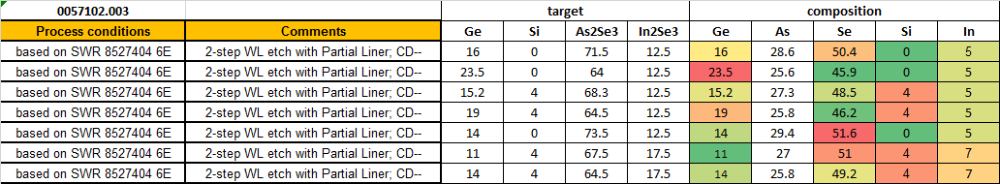 0057102.003 target composition
Process conditions Comments Ge Si As2Se3 In2Se3 Ge As Se Si In
based on SWR 8527404 6E 2-step WL etch with Partial Liner; CD-- 16 0 71.5 12.5 16 28.6 50.4 0 5
based on SWR 8527404 6E 2-step WL etch with Partial Liner; CD-- 23.5 0 64 12.5 23.5 25.6 45.9 0 5
based on SWR 8527404 6E 2-step WL etch with Partial Liner; CD-- 15.2 4 68.3 12.5 15.2 27.3 48.5 4 5
based on SWR 8527404 6E 2-step WL etch with Partial Liner; CD-- 19 4 64.5 12.5 19 25.8 46.2 4 5
based on SWR 8527404 6E 2-step WL etch with Partial Liner; CD-- 14 0 73.5 12.5 14 29.4 51.6 0 5
based on SWR 8527404 6E 2-step WL etch with Partial Liner; CD-- 11 4 67.5 17.5 11 27 51 4 7
based on SWR 8527404 6E 2-step WL etch with Partial Liner; CD-- 14 4 64.5 17.5 14 25.8 49.2 4 7